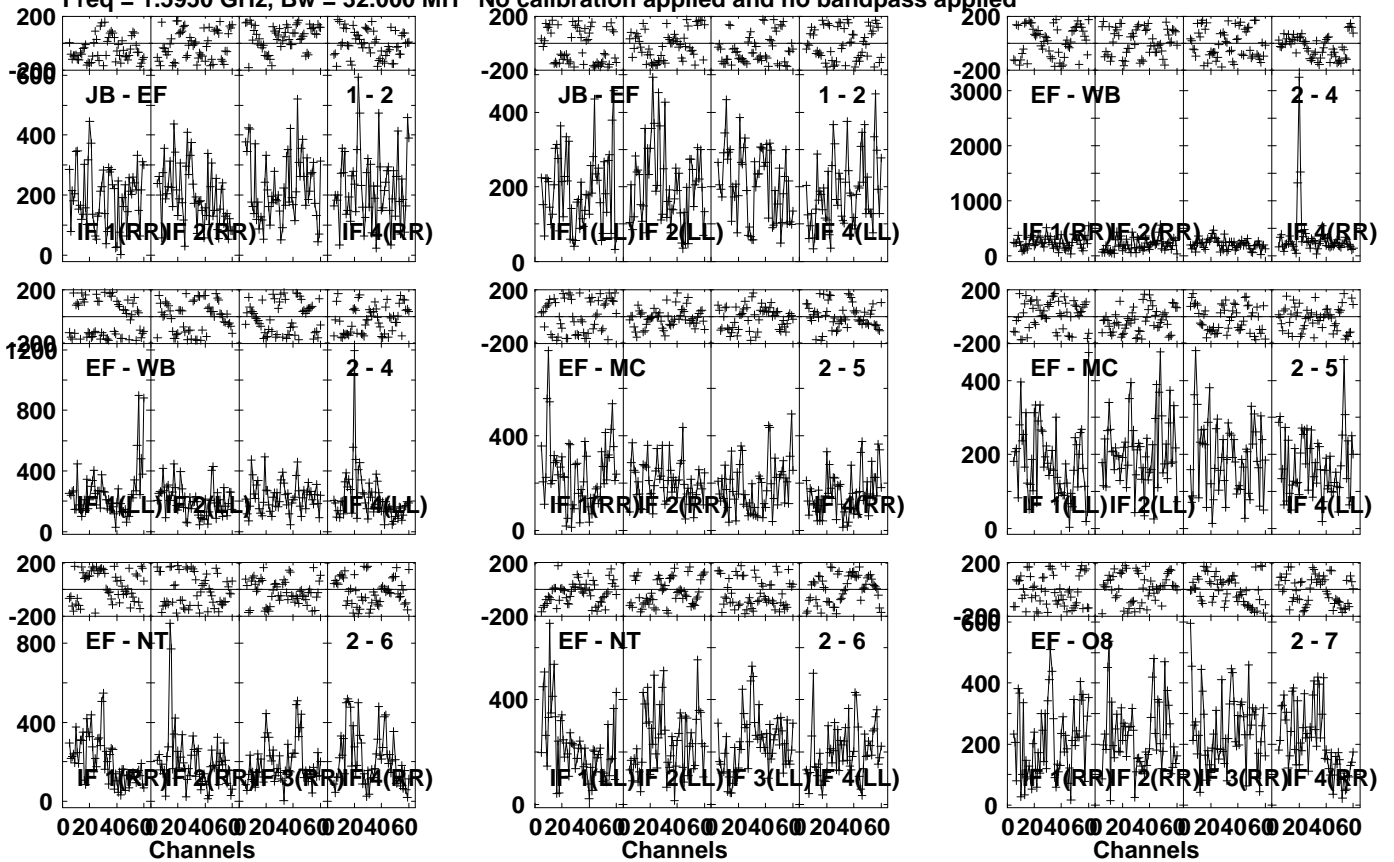 Freq = 1.5950 GHz, Bw = 32.000 MH No calibration applied and no bandpass applied
200
-200
600
400
200
0
JB - EF 1 - 2
IF 1(RR) IF 2(RR) IF 4(RR)
200
-200
400
200
0
JB - EF 1 - 2
IF 1(LL) IF 2(LL) IF 4(LL)
200
-200
3000
2000
1000
0
EF - WB 2 - 4
IF 1(RR) IF 2(RR) IF 4(RR)
200
-200
1200
800
400
0
EF - WB 2 - 4
IF 1(LL) IF 2(LL) IF 4(LL)
200
-200
400
0
EF - MC 2 - 5
IF 1(RR) IF 2(RR) IF 4(RR)
200
-200
400
200
0
EF - MC 2 - 5
IF 1(LL) IF 2(LL) IF 4(LL)
200
-200
800
400
0
EF - NT 2 - 6
IF 1(RR) IF 2(RR) IF 3(RR) IF 4(RR)
0 20 40 60 0 20 40 60 0 20 40 60 0 20 40 60
Channels
200
-200
400
0
EF - NT 2 - 6
IF 1(LL) IF 2(LL) IF 3(LL) IF 4(LL)
0 20 40 60 0 20 40 60 0 20 40 60 0 20 40 60
Channels
200
-200
600
400
200
0
EF - O8 2 - 7
IF 1(RR) IF 2(RR) IF 3(RR) IF 4(RR)
0 20 40 60 0 20 40 60 0 20 40 60 0 20 40 60
Channels